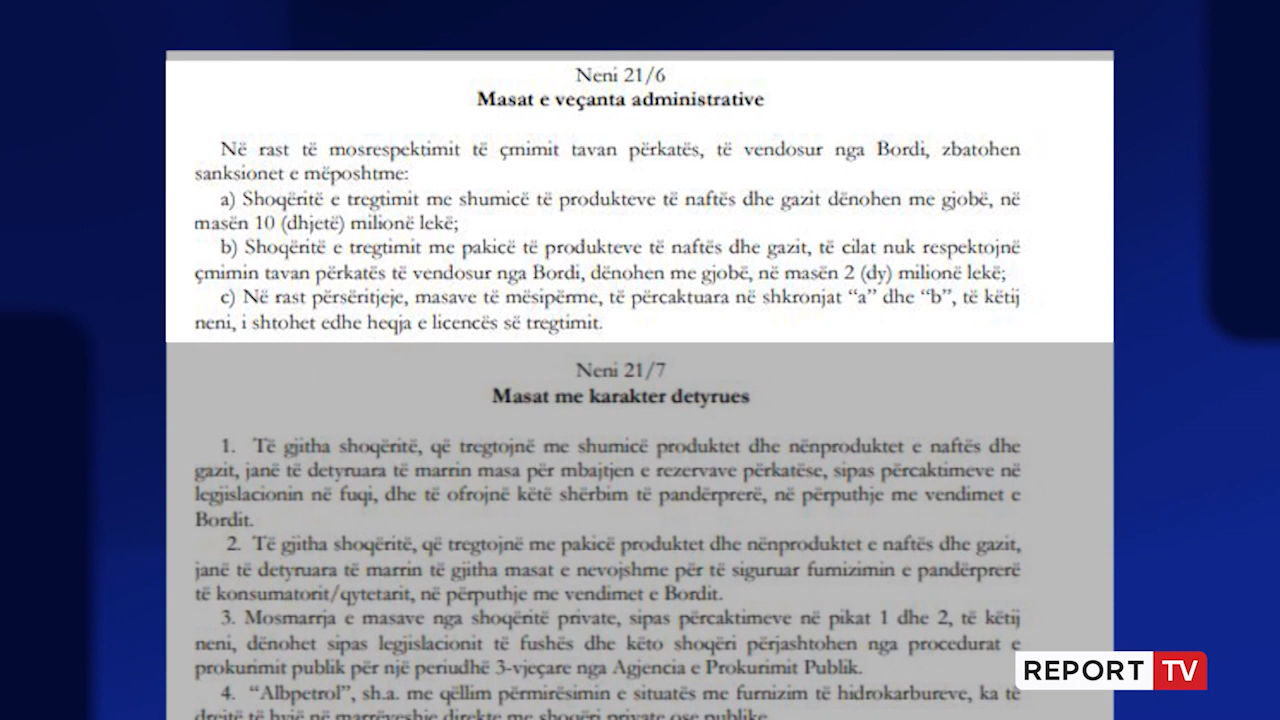 Neni 21/6
Masat e veçanta administrative
Në rast të mosrespektimit të çmimit tavan përkatës, të vendosur nga Bordi, zbatohen
sanksionet e mëposhtme:
a) Shoqëritë e tregtimit me shumicë të produkteve të naftës dhe gazit dënohen me gjobë, në
masën 10 (dhjetë) milionë lekë;
b) Shoqëritë e tregtimit me pakicë të produkteve të naftës dhe gazit, të cilat nuk respektojnë
çmimin tavan përkatës të vendosur nga Bordi, dënohen me gjobë, në masën 2 (dy) milionë lekë;
c) Në rast përsëritjeje, masave të mësipërme, të përcaktuara në shkronjat “a” dhe “b”, të këtij
neni, i shtohet edhe heqja e licencës së tregtimit.
Neni 21/7
Masat me karakter detyrues
1. Të gjitha shoqëritë, që tregtojnë me shumicë produktet dhe nënproduktet e naftës dhe
gazit, janë të detyruara të marrin masa për mbajtjen e rezervave përkatëse, sipas përcaktimeve në
legjislacionin në fuqi, dhe të ofrojnë këtë shërbim të pandërprerë, në përputhje me vendimet e
Bordit.
2. Të gjitha shoqëritë, që tregtojnë me pakicë produktet dhe nënproduktet e naftës dhe gazit,
janë të detyruara të marrin të gjitha masat e nevojshme për të siguruar furnizimin e pandërprerë
të konsumatorit/qytetarit, në përputhje me vendimet e Bordit.
3. Mosmarrja e masave nga shoqëritë private, sipas përcaktimeve në pikat 1 dhe 2, të këtij
neni, dënohet sipas legjislacionit të fushës dhe këto shoqëri përjashtohen nga procedurat e
prokurimit publik për një periudhë 3-vjeçare nga Agjencia e Prokurimit Publik.
4. “Albpetrol”, sh.a. me qëllim përmirësimin e situatës me furnizim të hidrokarbureve, ka të
drejtë të hyjë në marrëveshje direkte me shoqëri private ose publike.
REPORT TV